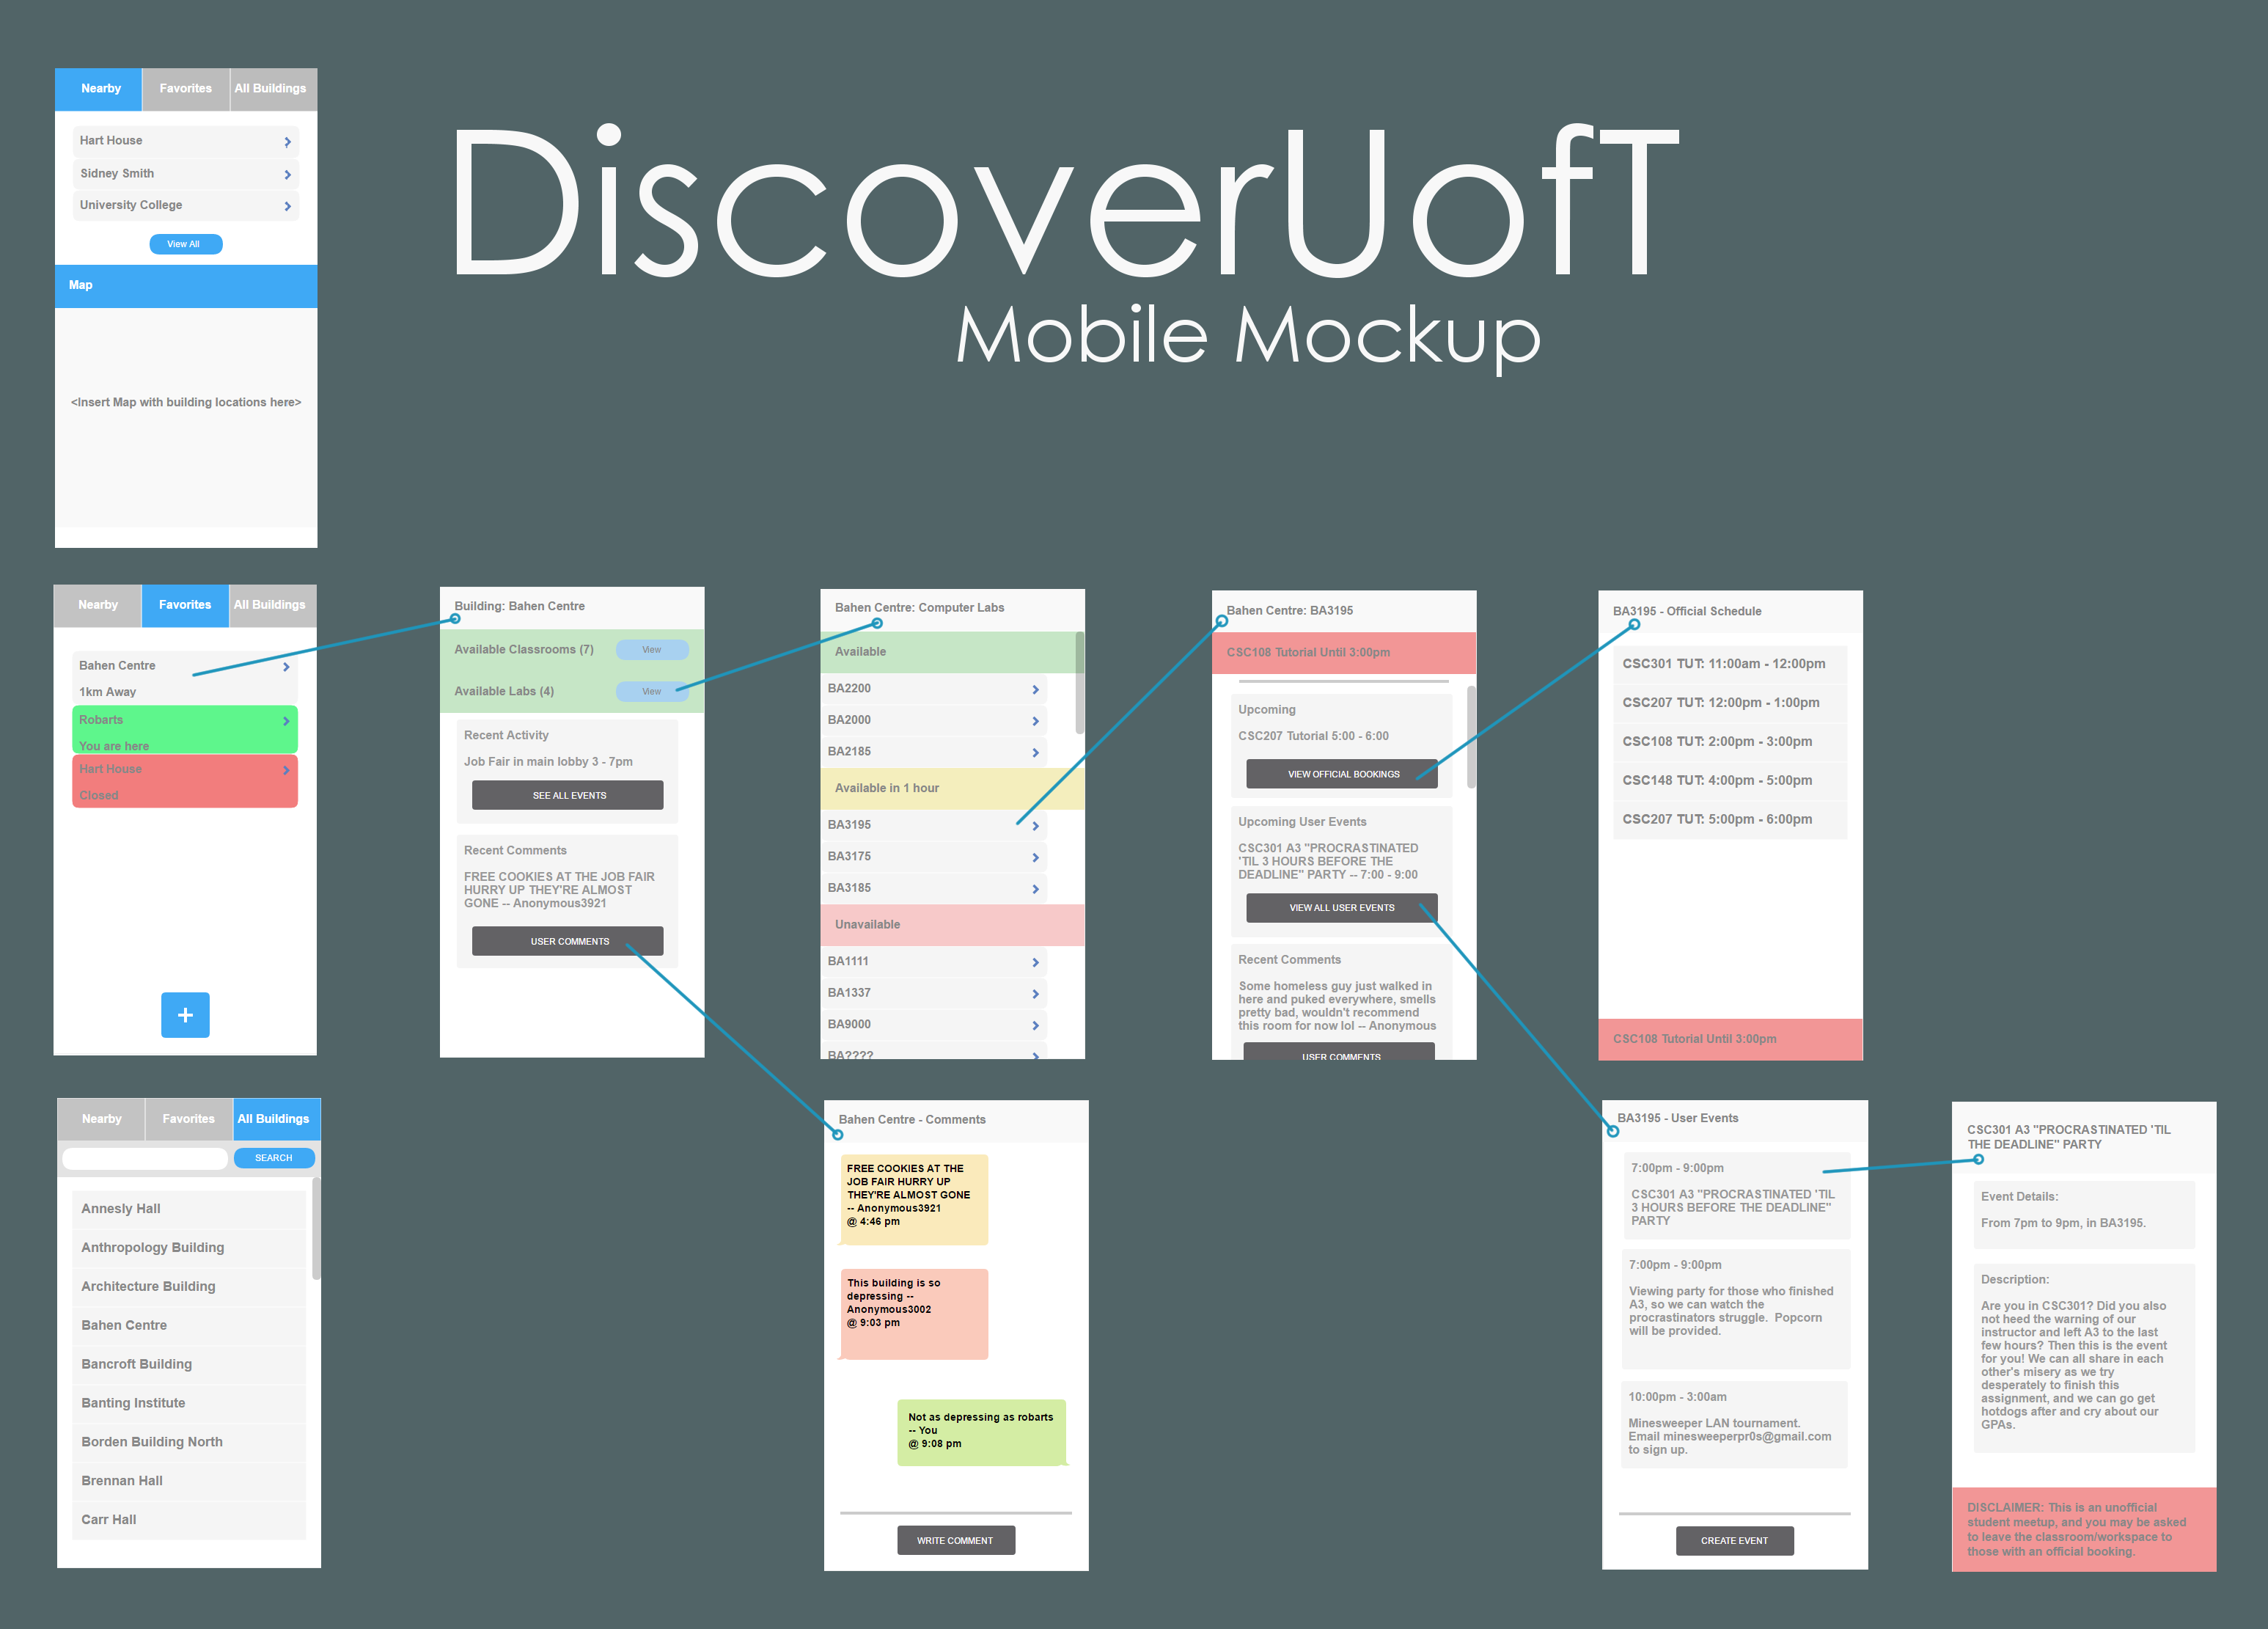 DiscoverUofT
Mobile Mockup
Nearby Favorites All Buildings
Hart House
Sidney Smith
University College
View All
Map
<Insert Map with building locations here>
Nearby Favorites All Buildings
Bahen Centre
1km Away
Robarts
You are here
Hart House
Closed
+
Building: Bahen Centre
Available Classrooms (7) View
Available Labs (4) View
Recent Activity
Job Fair in main lobby 3 - 7pm
SEE ALL EVENTS
Recent Comments
FREE COOKIES AT THE JOB FAIR
HURRY UP THEY'RE ALMOST
GONE -- Anonymous3921
USER COMMENTS
Bahen Centre: Computer Labs
Available
BA2200
BA2000
BA2185
Available in 1 hour
BA3195
BA3175
BA3185
Unavailable
BA1111
BA1337
BA9000
BA????
Bahen Centre: BA3195
CSC108 Tutorial Until 3:00pm
Upcoming
CSC207 Tutorial 5:00 - 6:00
VIEW OFFICIAL BOOKINGS
Upcoming User Events
CSC301 A3 "PROCRASTINATED
'TIL 3 HOURS BEFORE THE
DEADLINE" PARTY -- 7:00 - 9:00
VIEW ALL USER EVENTS
Recent Comments
Some homeless guy just walked in
here and puked everywhere, smells
pretty bad, wouldn't recommend
this room for now lol -- Anonymous
USER COMMENTS
BA3195 - Official Schedule
CSC301 TUT: 11:00am - 12:00pm
CSC207 TUT: 12:00pm - 1:00pm
CSC108 TUT: 2:00pm - 3:00pm
CSC148 TUT: 4:00pm - 5:00pm
CSC207 TUT: 5:00pm - 6:00pm
CSC108 Tutorial Until 3:00pm
Nearby Favorites All Buildings
SEARCH
Annesly Hall
Anthropology Building
Architecture Building
Bahen Centre
Bancroft Building
Banting Institute
Borden Building North
Brennan Hall
Carr Hall
Bahen Centre - Comments
FREE COOKIES AT THE
JOB FAIR HURRY UP
THEY'RE ALMOST GONE
-- Anonymous3921
@ 4:46 pm
This building is so
depressing --
Anonymous3002
@ 9:03 pm
Not as depressing as robarts
-- You
@ 9:08 pm
WRITE COMMENT
BA3195 - User Events
7:00pm - 9:00pm
CSC301 A3 "PROCRASTINATED 'TIL
3 HOURS BEFORE THE DEADLINE"
PARTY
7:00pm - 9:00pm
Viewing party for those who finished
A3, so we can watch the
procrastinators struggle.  Popcorn
will be provided.
10:00pm - 3:00am
Minesweeper LAN tournament.
Email minesweeperpr0s@gmail.com
to sign up.
CREATE EVENT
CSC301 A3 "PROCRASTINATED 'TIL
THE DEADLINE" PARTY
Event Details:
From 7pm to 9pm, in BA3195.
Description:
Are you in CSC301? Did you also
not heed the warning of our
instructor and left A3 to the last
few hours? Then this is the event
for you! We can all share in each
other's misery as we try
desperately to finish this
assignment, and we can go get
hotdogs after and cry about our
GPAs.
DISCLAIMER: This is an unofficial
student meetup, and you may be asked
to leave the classroom/workspace to
those with an official booking.